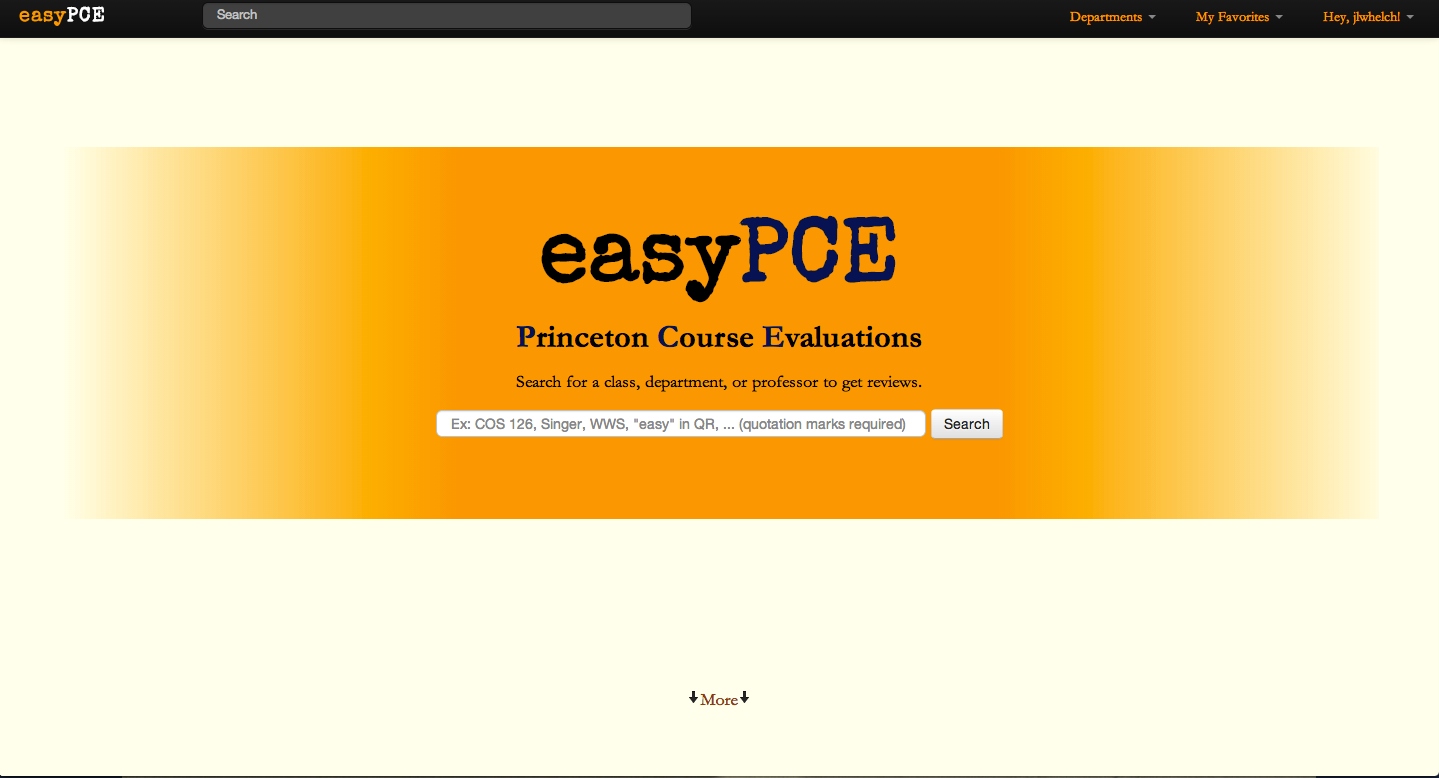 easyPCE Search Departments My Favorites Hey, jlwhelch!
easyPCE
Princeton Course Evaluations
Search for a class, department, or professor to get reviews.
Ex: COS 126, Singer, WWS, "easy" in QR, ... (quotation marks required) Search
More